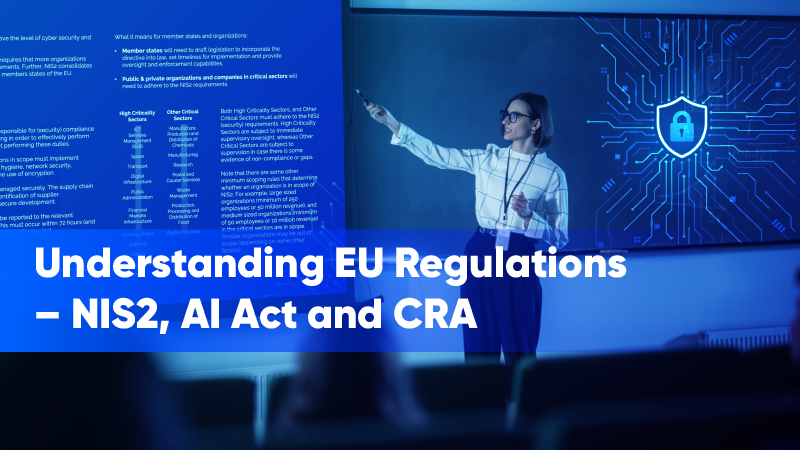 ove the level of cyber security and
requires that more organizations
ements. Further, NIS2 consolidates
members states of the EU.
esponsible for (security) compliance
ing in order to effectively perform
t performing these duties.
ons in scope must implement
hygiene, network security,
he use of encryption.
anaged securely. The supply chain
entification of supplier
secure development.
be reported to the relevant
his must occur within 72 hours (and
What it means for member states and organizations:
• Member states will need to draft legislation to incorporate the
directive into law, set timelines for implementation and provide
oversight and enforcement capabilities.
• Public & private organizations and companies in critical sectors will
need to adhere to the NIS2 requirements.
High Criticality
Sectors
ICT
Services
Management
(B2B)
Space
Transport
Digital
Infrastructure
Public
Administration
Financial
Markets
Infrastructure
Other Critical
Sectors
Manufacture,
Production and
Distribution of
Chemicals
Manufacturing
Research
Postal and
Courier Services
Waste
Management
Production,
Processing and
Distribution of
Food
Both High Criticality Sectors, and Other
Critical Sectors must adhere to the NIS2
(security) requirements. High Criticality
Sectors are subject to immediate
supervisory oversight, whereas Other
Critical Sectors are subject to
supervision in case there is some
evidence of non-compliance or gaps.
Note that there are some other
minimum scoping rules that determine
whether an organization is in scope of
NIS2. For example, large sized
organizations (minimum of 250
employees or 50 million revenue), and
medium sized organizations (minimum
of 50 employees or 10 million revenue)
in the critical sectors are in scope.
Smaller organizations may be out of
scope (depending on some other
Understanding EU Regulations
– NIS2, AI Act and CRA